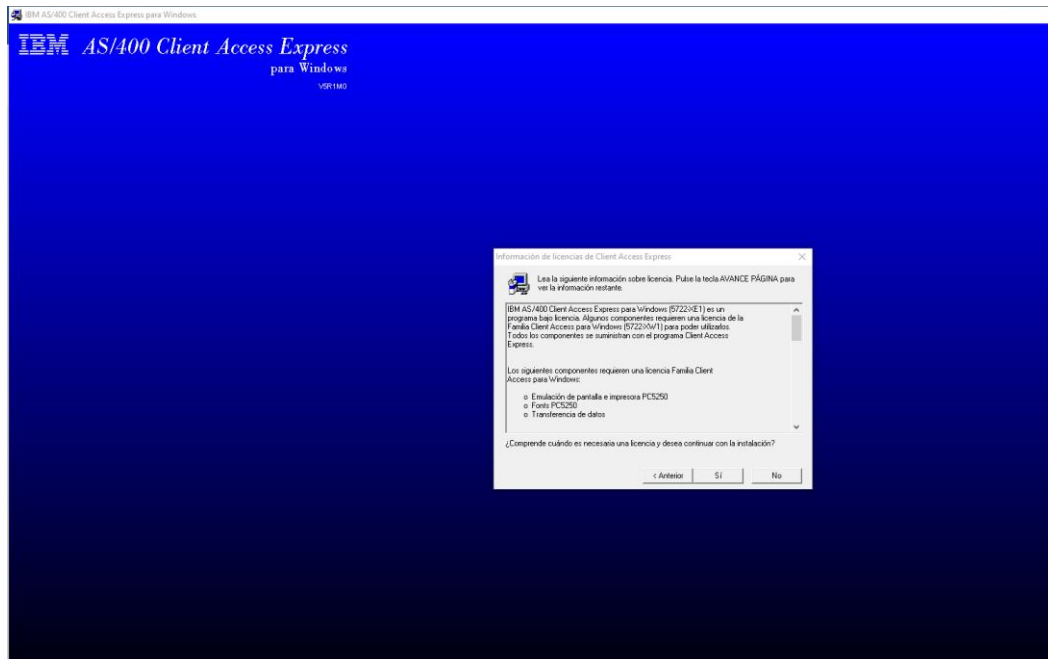 IBM AS/400 Client Access Express para Windows
IBM AS/400 Client Access Express
para Windows
V5R1M0
Información de licencias de Client Access Express
Lea la siguiente información sobre licencia. Pulse la tecla AVANCE PÁGINA para
ver la información restante.
IBM AS/400 Client Access Express para Windows (5722-XE1) es un
programa bajo licencia. Algunos componentes requieren una licencia de la
Familia Client Access para Windows (5722-XW1) para poder utilizarlos.
Todos los componentes se suministran con el programa Client Access
Express.
Los siguientes componentes requieren una licencia Familia Client
Access para Windows:
o Emulación de pantalla e impresora PC5250
o Fonts PC5250
o Transferencia de datos
¿Comprende cuándo es necesaria una licencia y desea continuar con la instalación?
< Anterior
Sí
No